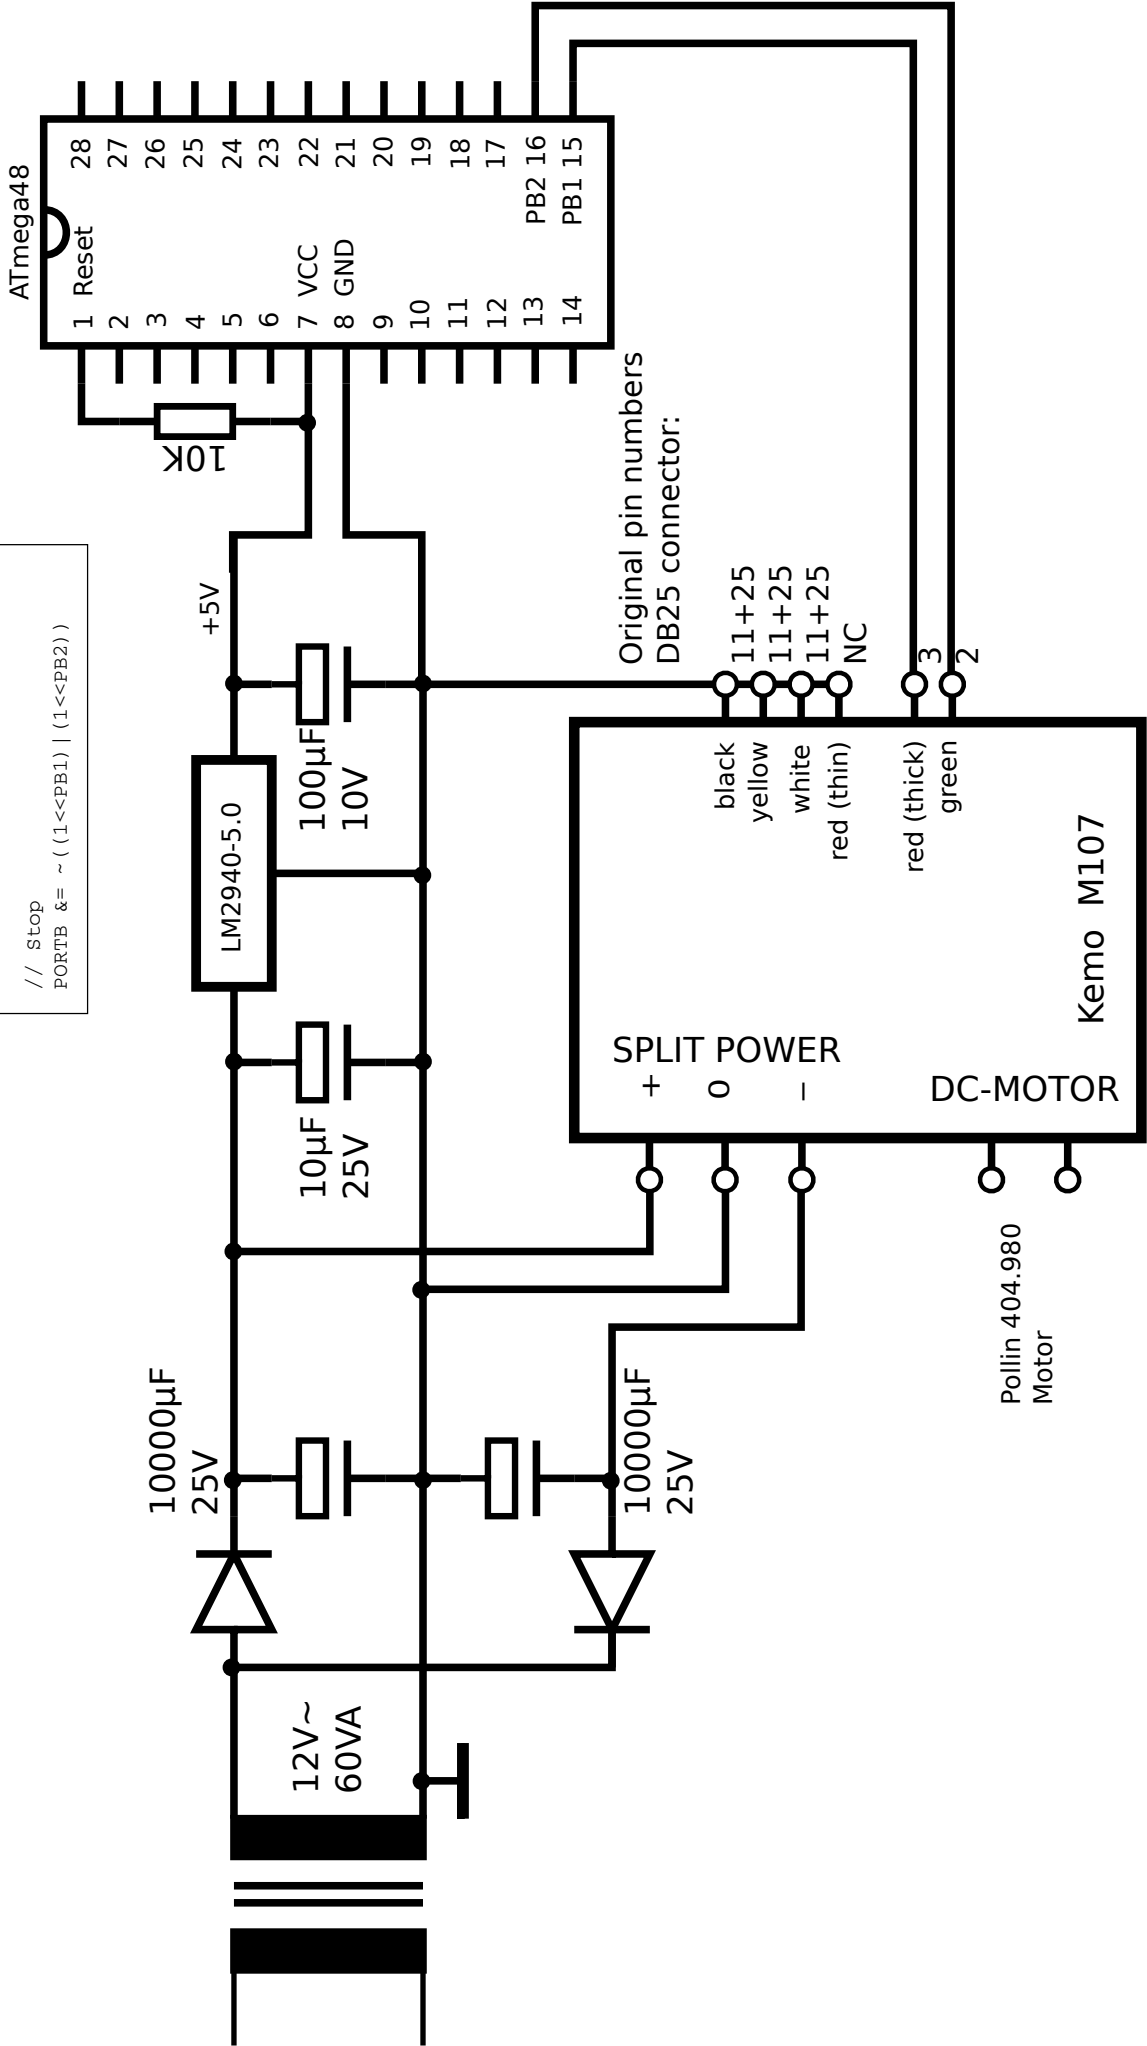 // Stop
PORTB &= ~((1<<PB1)|(1<<PB2))
ATmega48
1 Reset
2
3
4
5
6
7 VCC
8 GND
9
10
11
12
13
14
28
27
26
25
24
23
22
21
20
19
18
17
PB2 16
PB1 15
10K
+5V
100µF
10V
LM2940-5.0
10µF
25V
10000µF
25V
10000µF
25V
12V~
60VA
Original pin numbers
DB25 connector:
11+25
11+25
11+25
NC
3
2
black
yellow
white
red (thin)
red (thick)
green
Kemo M107
SPLIT POWER
+
0
–
DC-MOTOR
Pollin 404.980
Motor